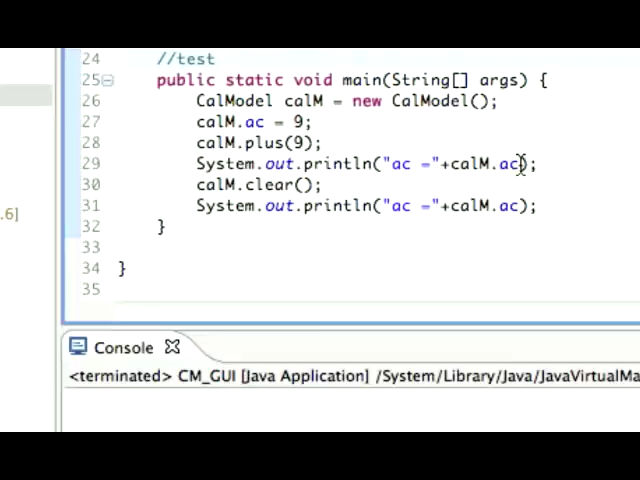 24 //test
25 public static void main(String[] args) {
26 CalModel calM = new CalModel();
27 calM.ac = 9;
28 calM.plus(9);
29 System.out.println("ac ="+calM.ac);
30 calM.clear();
31 System.out.println("ac ="+calM.ac);
32 }
33
34 }
35
.6]
Console
<terminated> CM_GUI [Java Application] /System/Library/Java/JavaVirtualMa